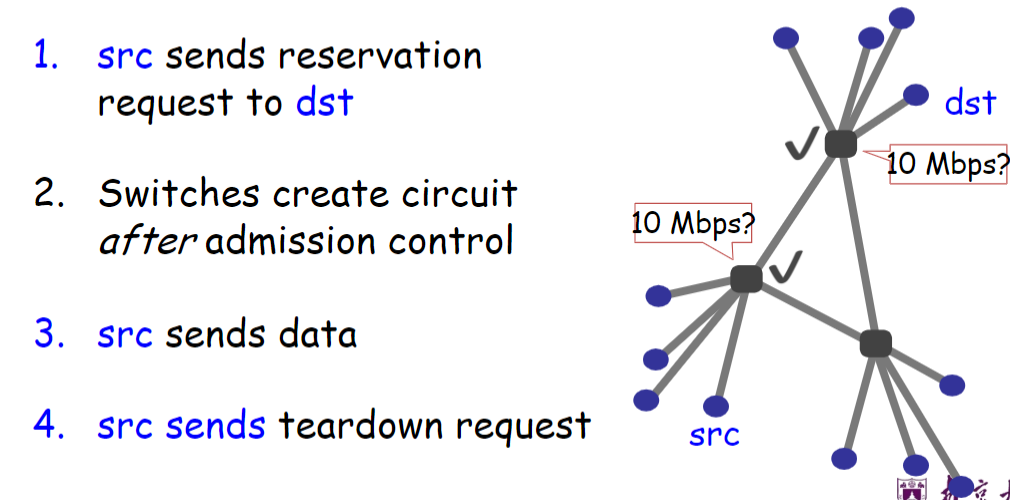 1. src sends reservation
request to dst
2. Switches create circuit
after admission control
3. src sends data
4. src sends teardown request
dst
10 Mbps?
10 Mbps?
src